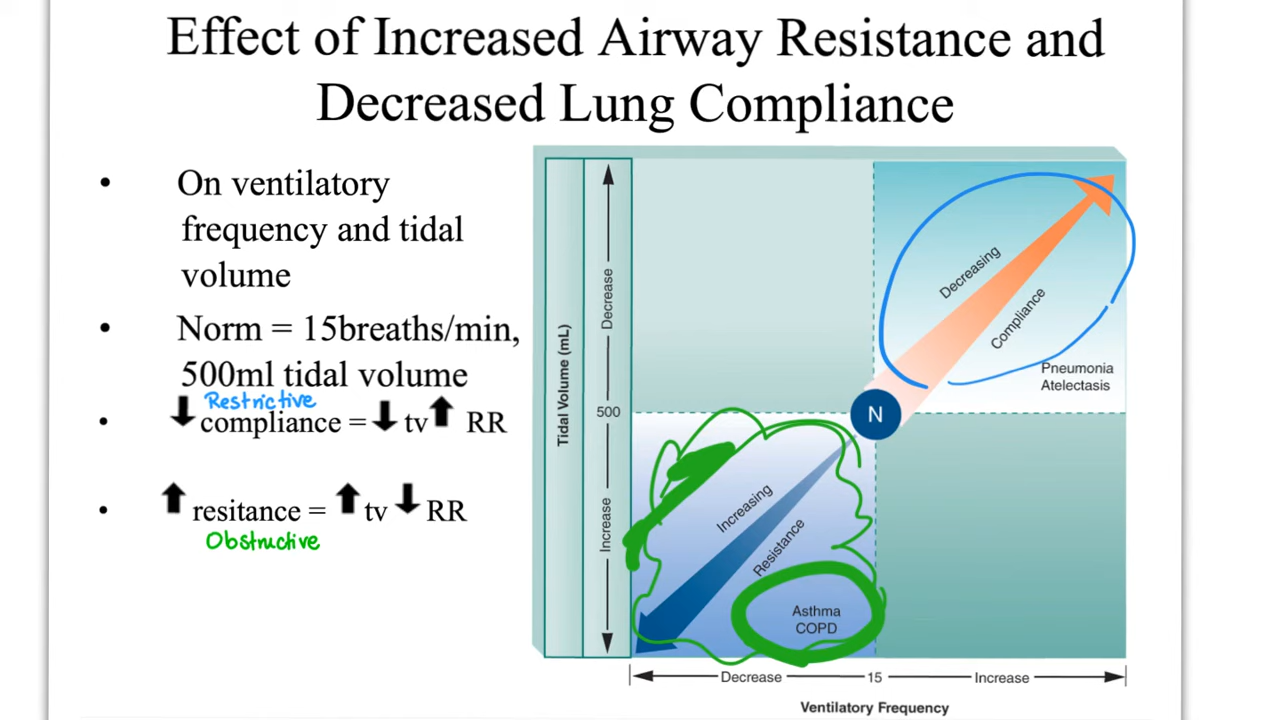 Effect of Increased Airway Resistance and
Decreased Lung Compliance
• On ventilatory
frequency and tidal
volume
• Norm = 15breaths/min,
500ml tidal volume
Restrictive
• ⬇ compliance = ⬇ tv ⬆ RR
• ⬆ resitance = ⬆ tv ⬇ RR
Obstructive
Tidal Volume (mL)
Decrease
500
Increase
Decreasing
Compliance
Pneumonia
Atelectasis
N
Increasing
Resistance
Asthma
COPD
Decrease 15 Increase
Ventilatory Frequency